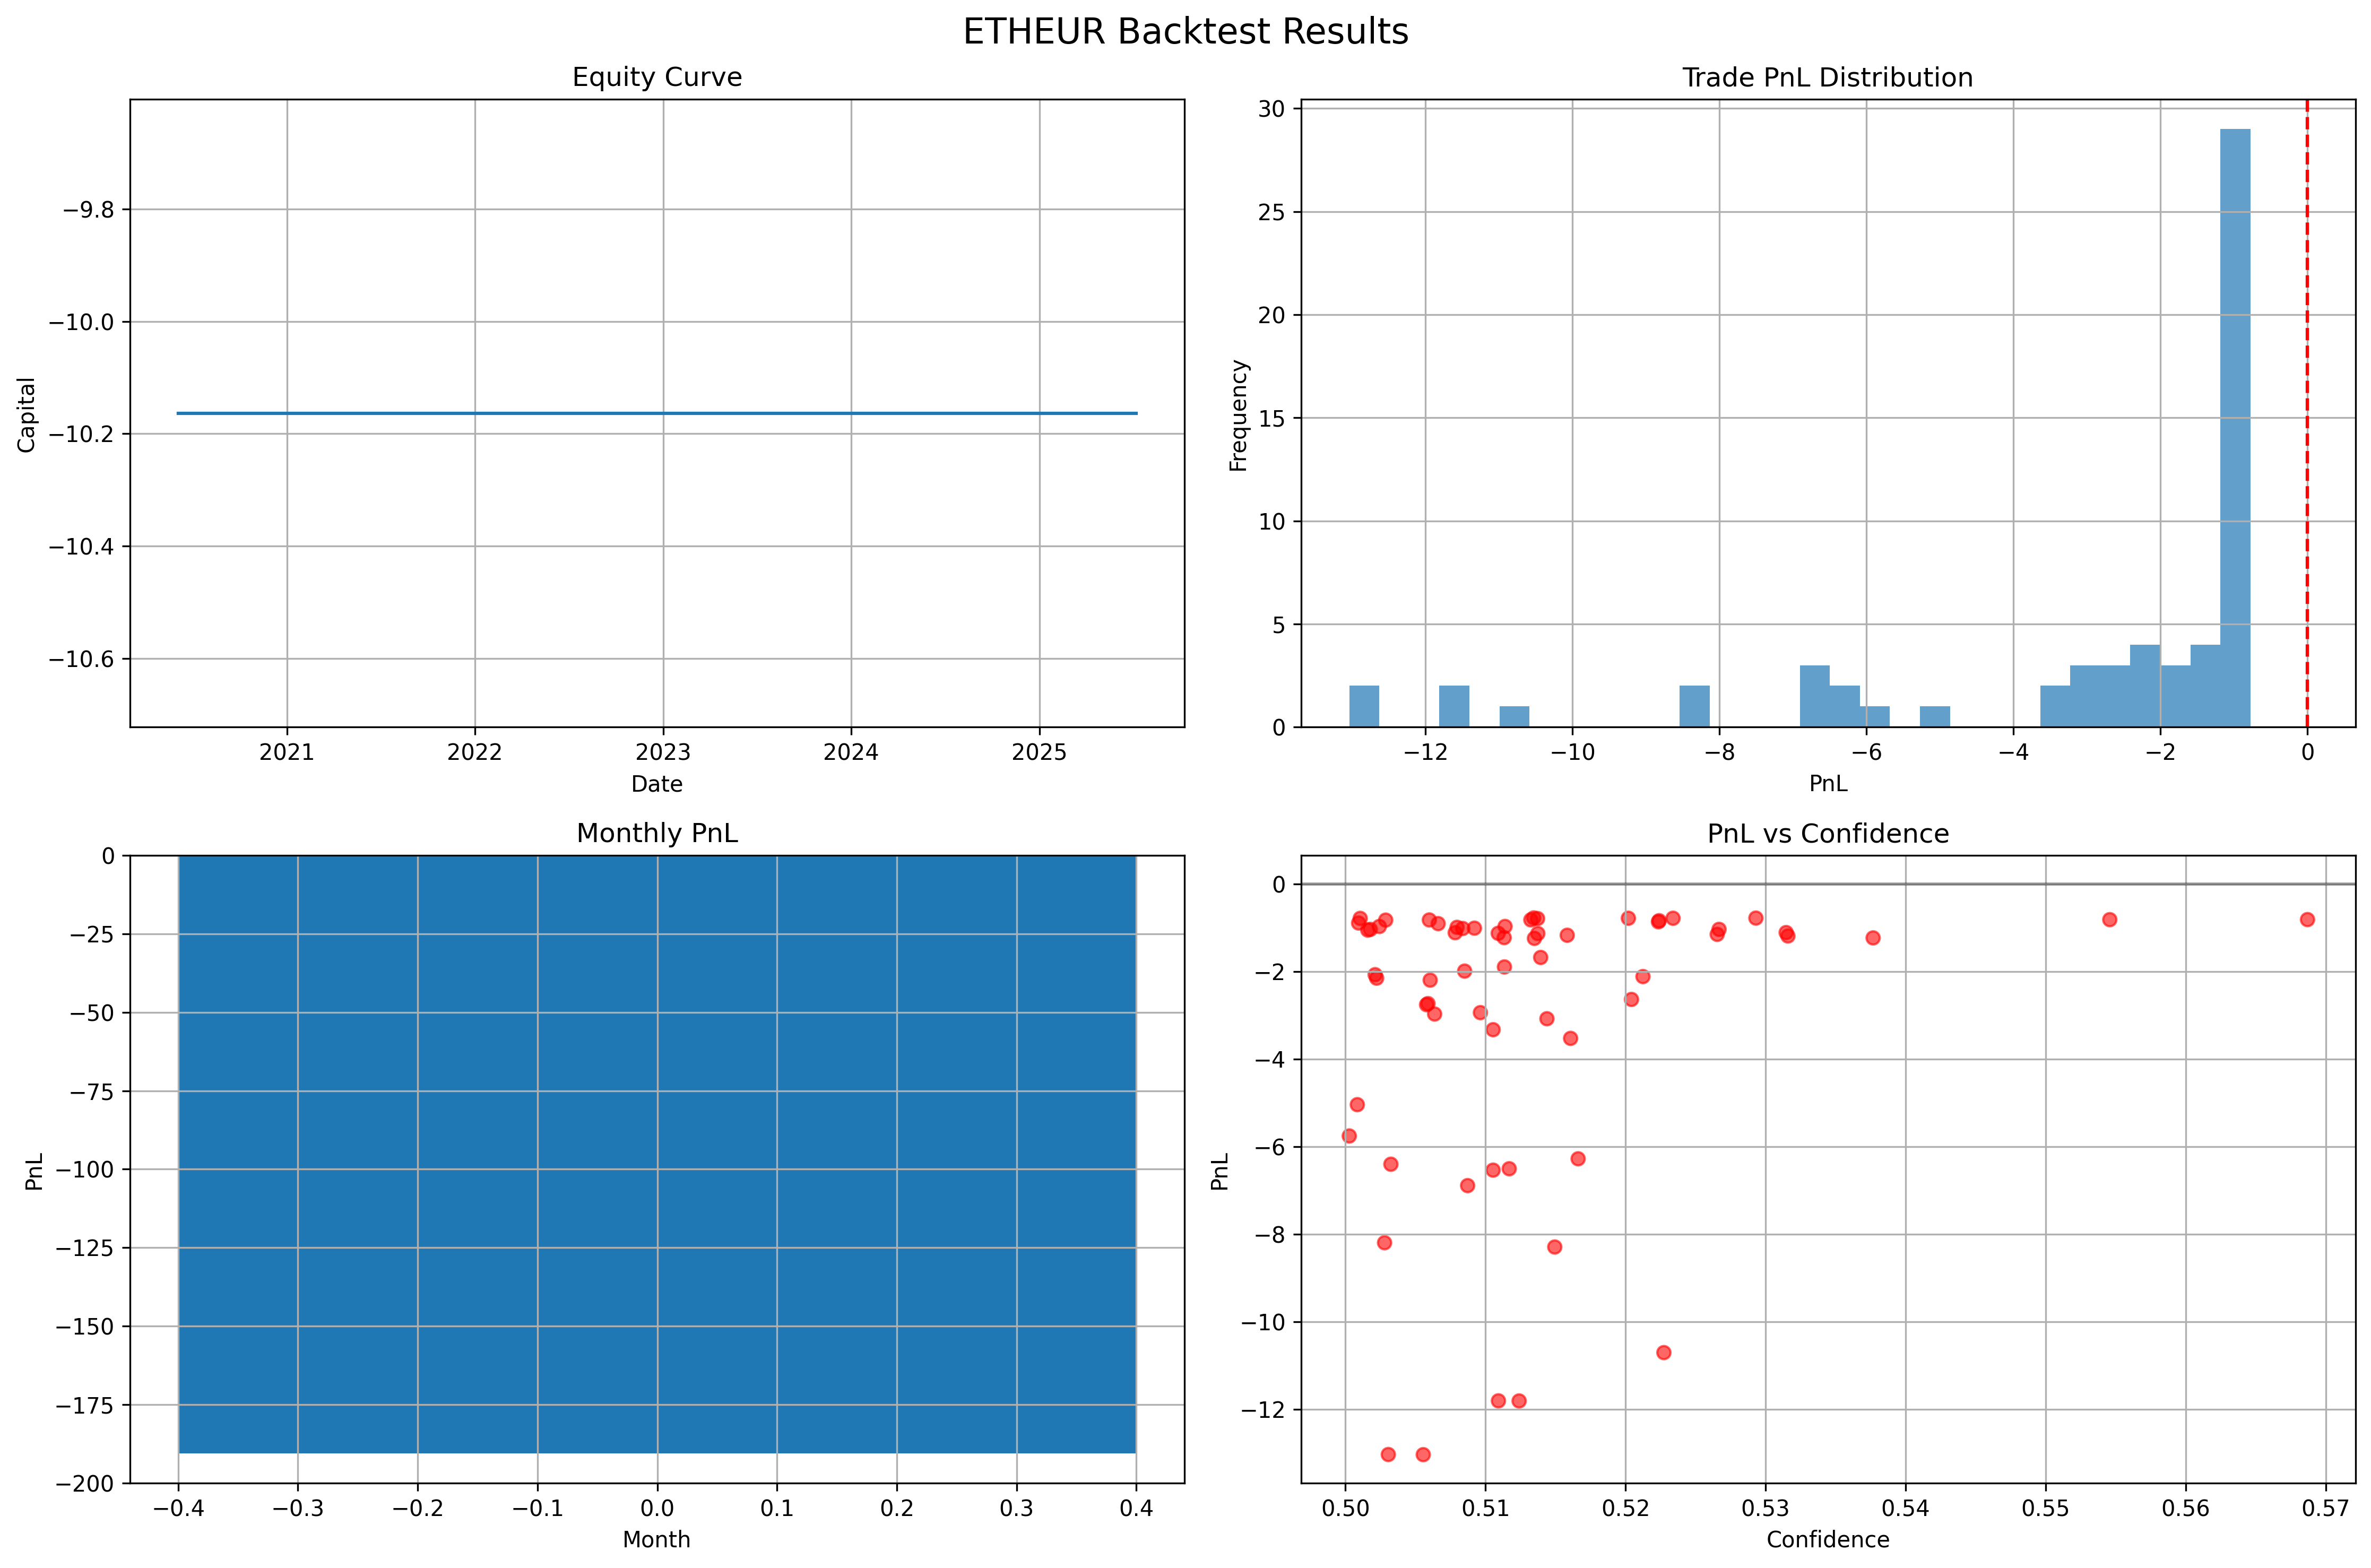 ETHEUR Backtest Results
Equity Curve
−9.8
−10.0
−10.2
−10.4
−10.6
Capital
2021 2022 2023 2024 2025
Date
Trade PnL Distribution
30
25
20
15
10
5
0
Frequency
−12 −10 −8 −6 −4 −2 0
PnL
Monthly PnL
0
−25
−50
−75
−100
−125
−150
−175
−200
PnL
−0.4 −0.3 −0.2 −0.1 0.0 0.1 0.2 0.3 0.4
Month
PnL vs Confidence
0
−2
−4
−6
−8
−10
−12
PnL
0.50 0.51 0.52 0.53 0.54 0.55 0.56 0.57
Confidence